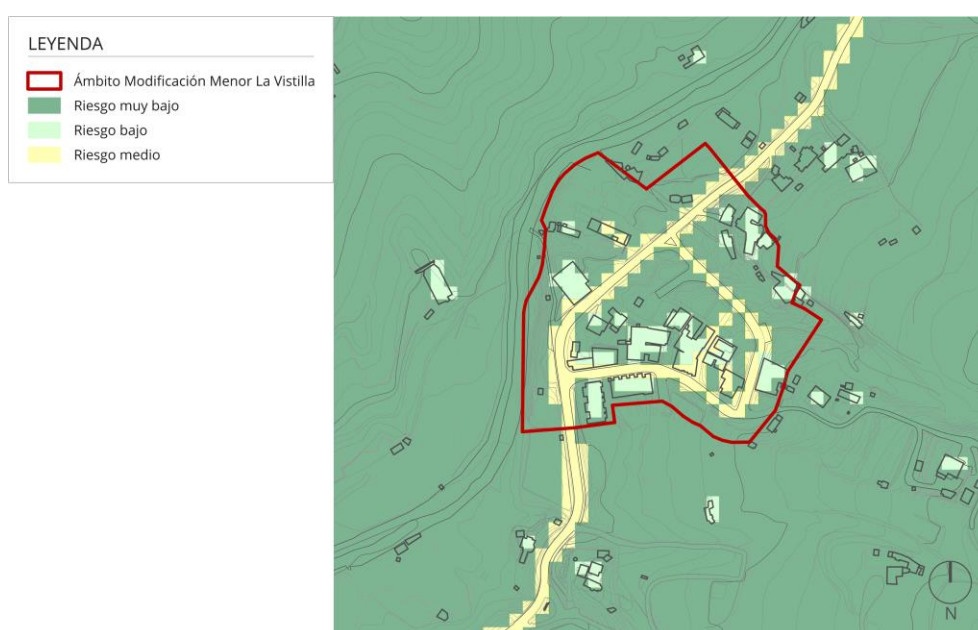 LEYENDA
Ámbito Modificación Menor La Vistilla
Riesgo muy bajo
Riesgo bajo
Riesgo medio
N